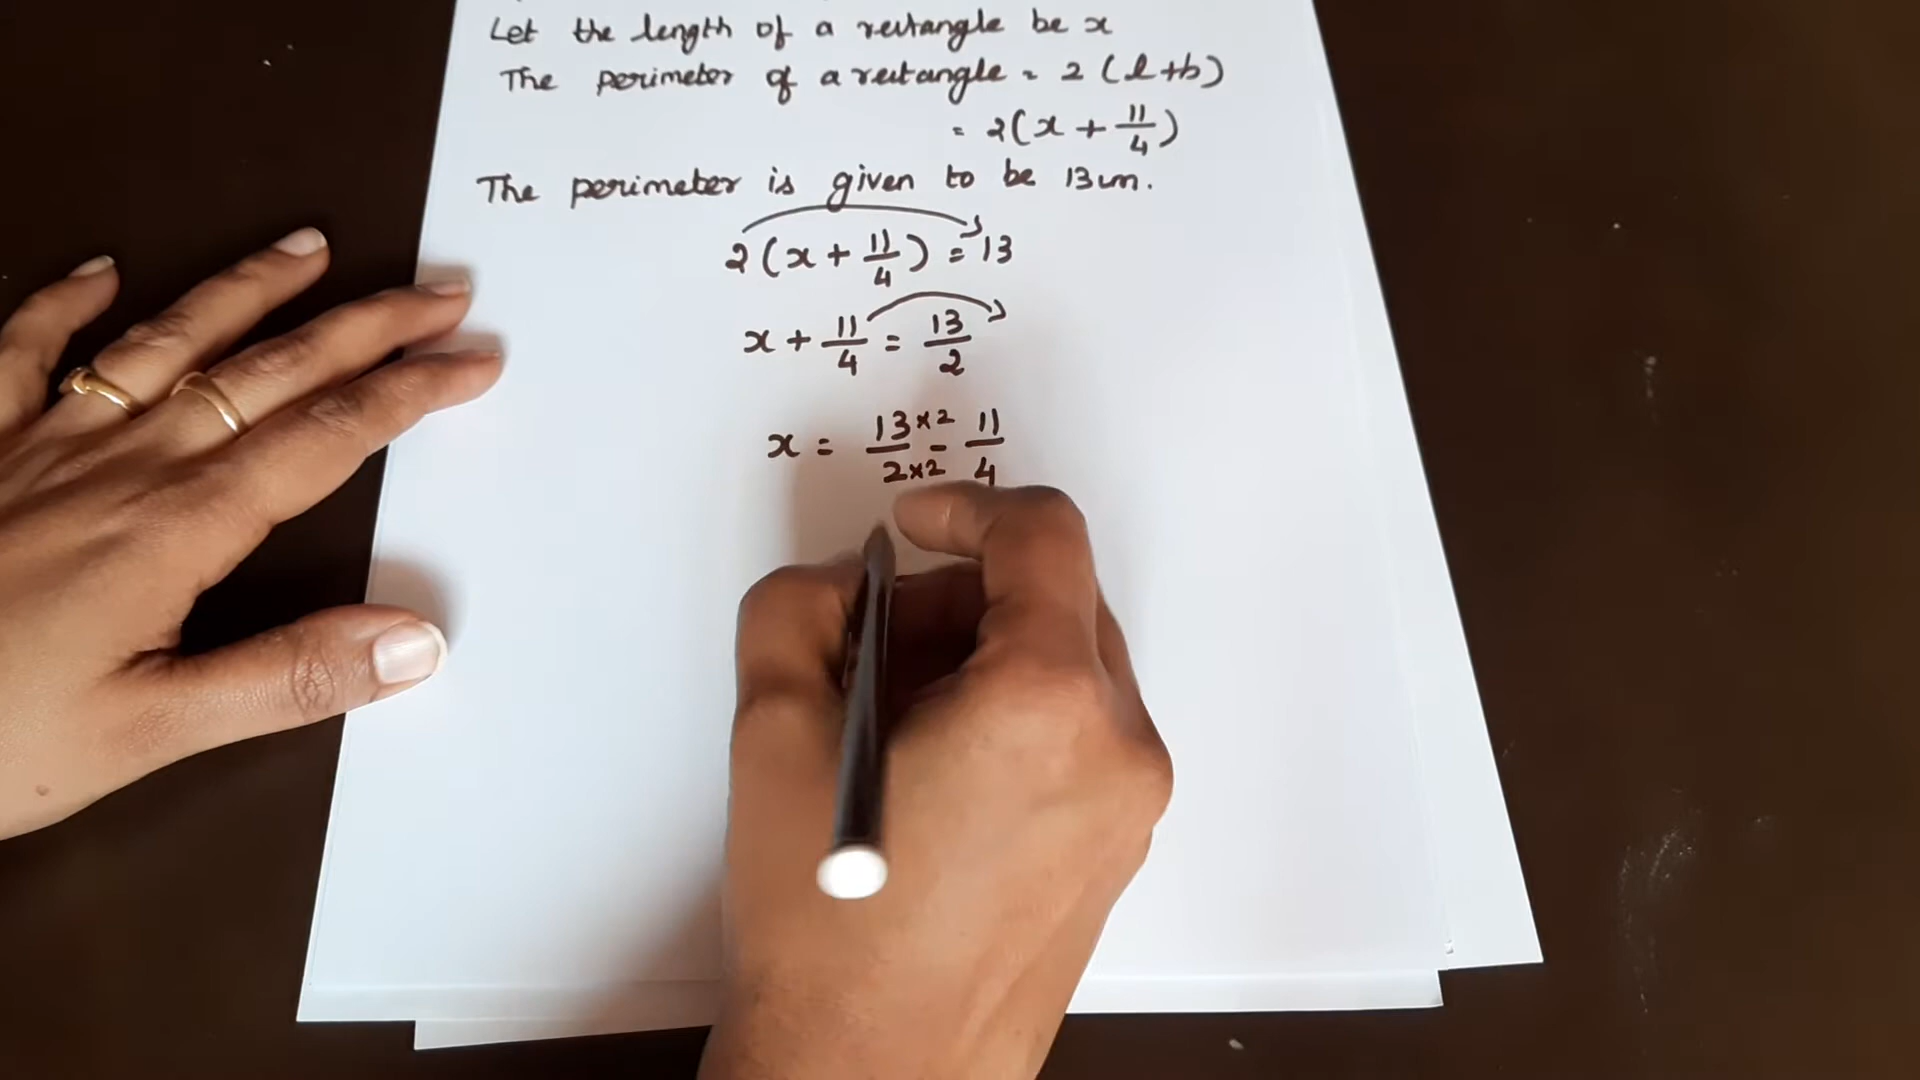 Let the length of a rectangle be x
The perimeter of a rectangle = 2 (l+b)
= 2(x + 11/4)
The perimeter is given to be 13cm.
2(x + 11/4) = 13
x + 11/4 = 13/2
x = 13×2/2×2 - 11/4